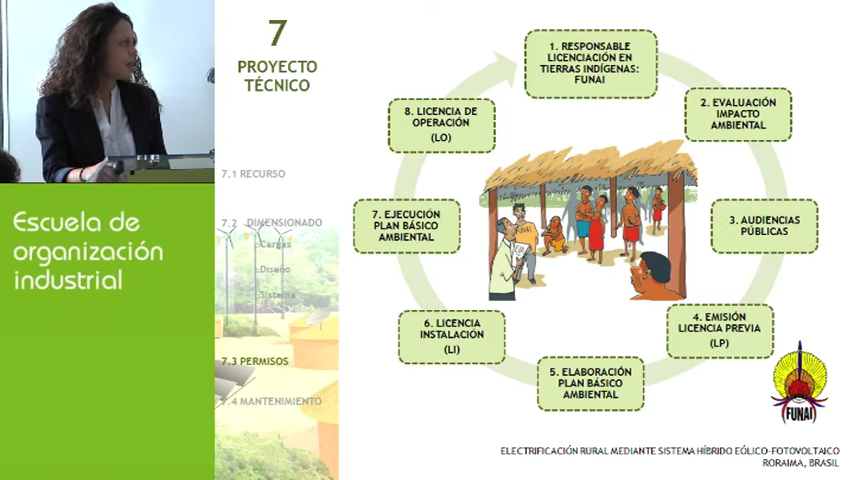 7
PROYECTO
TÉCNICO
7.1 RECURSO
7.2 DIMENSIONADO
Cargas
Diseño
Sistema
7.3 PERMISOS
7.4 MANTENIMIENTO
Escuela de
organización
industrial
1. RESPONSABLE
LICENCIACIÓN EN
TIERRAS INDÍGENAS:
FUNAI
2. EVALUACIÓN
IMPACTO
AMBIENTAL
3. AUDIENCIAS
PÚBLICAS
4. EMISIÓN
LICENCIA PREVIA
(LP)
5. ELABORACIÓN
PLAN BÁSICO
AMBIENTAL
6. LICENCIA
INSTALACIÓN
(LI)
7. EJECUCIÓN
PLAN BÁSICO
AMBIENTAL
8. LICENCIA DE
OPERACIÓN
(LO)
FUNAI
FUNAI
ELECTRIFICACIÓN RURAL MEDIANTE SISTEMA HÍBRIDO EÓLICO-FOTOVOLTAICO
RORAIMA, BRASIL